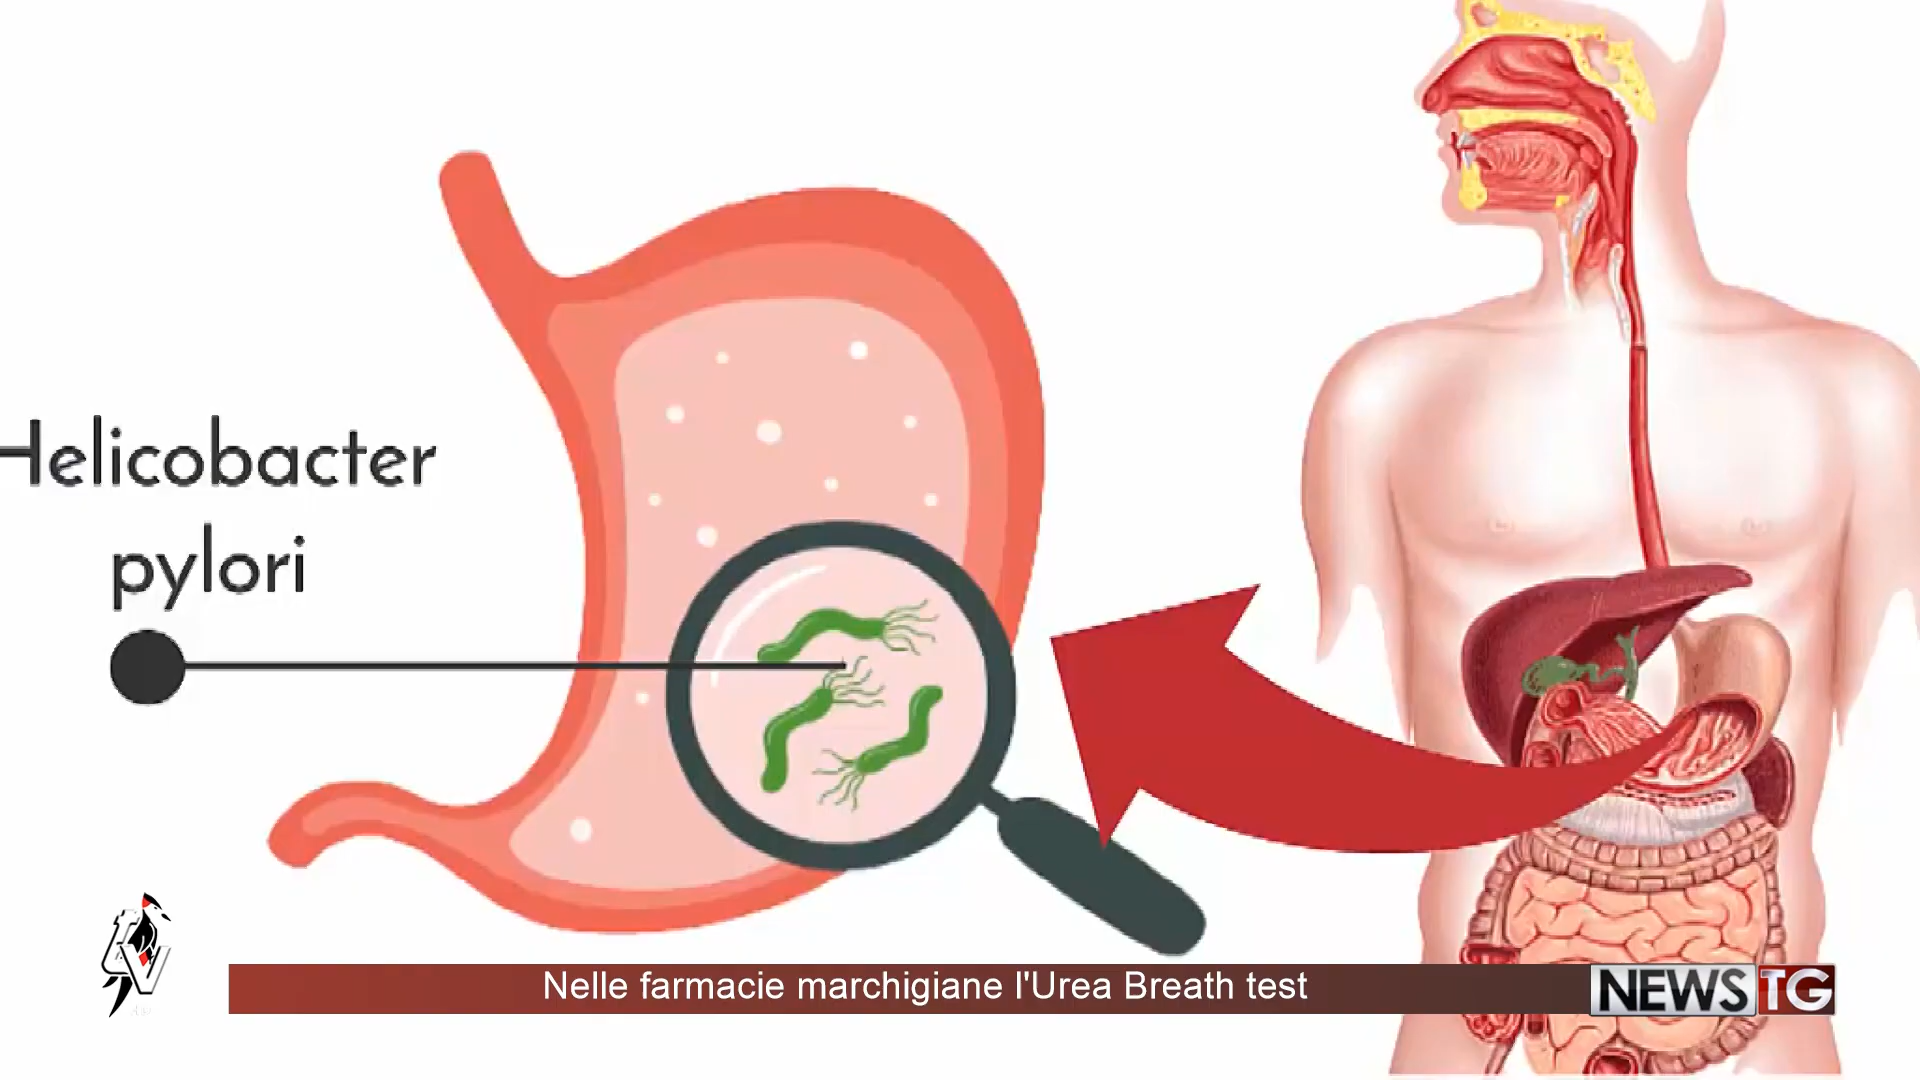 Helicobacter
pylori
Nelle farmacie marchigiane l'Urea Breath test
NEWS TG